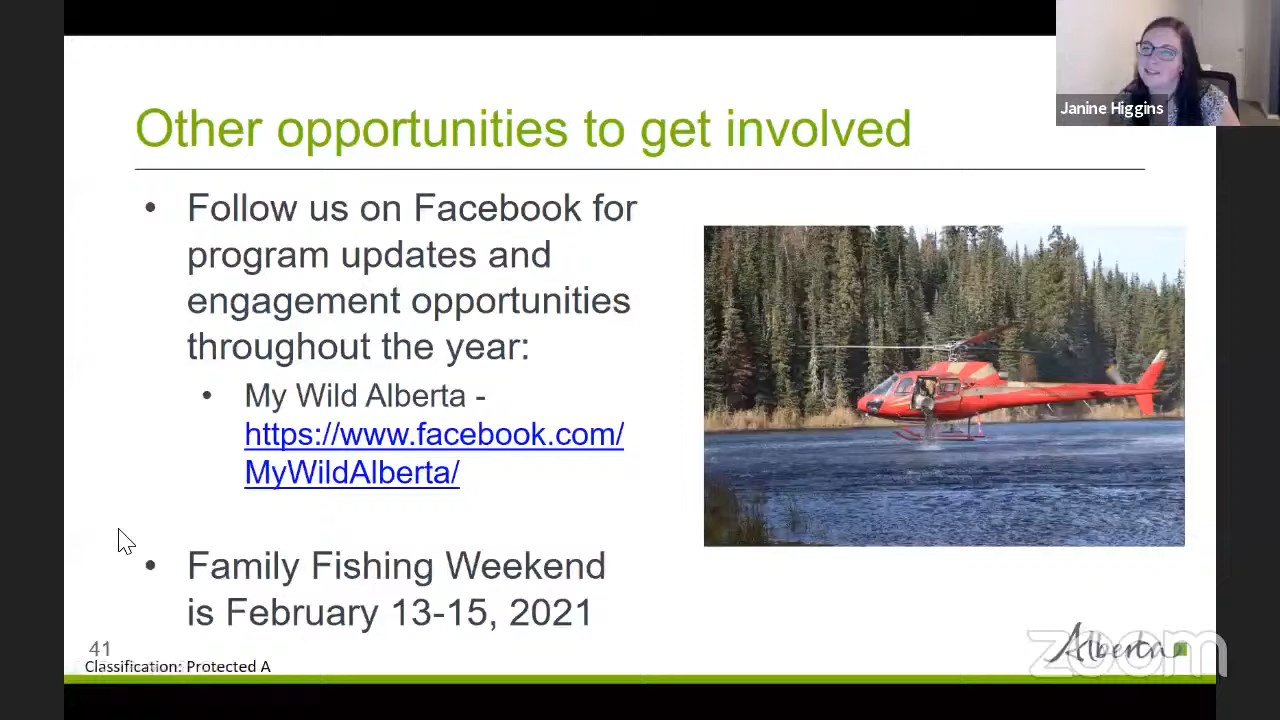 Janine Higgins
Other opportunities to get involved
• Follow us on Facebook for
program updates and
engagement opportunities
throughout the year:
• My Wild Alberta -
https://www.facebook.com/
MyWildAlberta/
• Family Fishing Weekend
is February 13-15, 2021
41
Classification: Protected A
Alberta
zoom